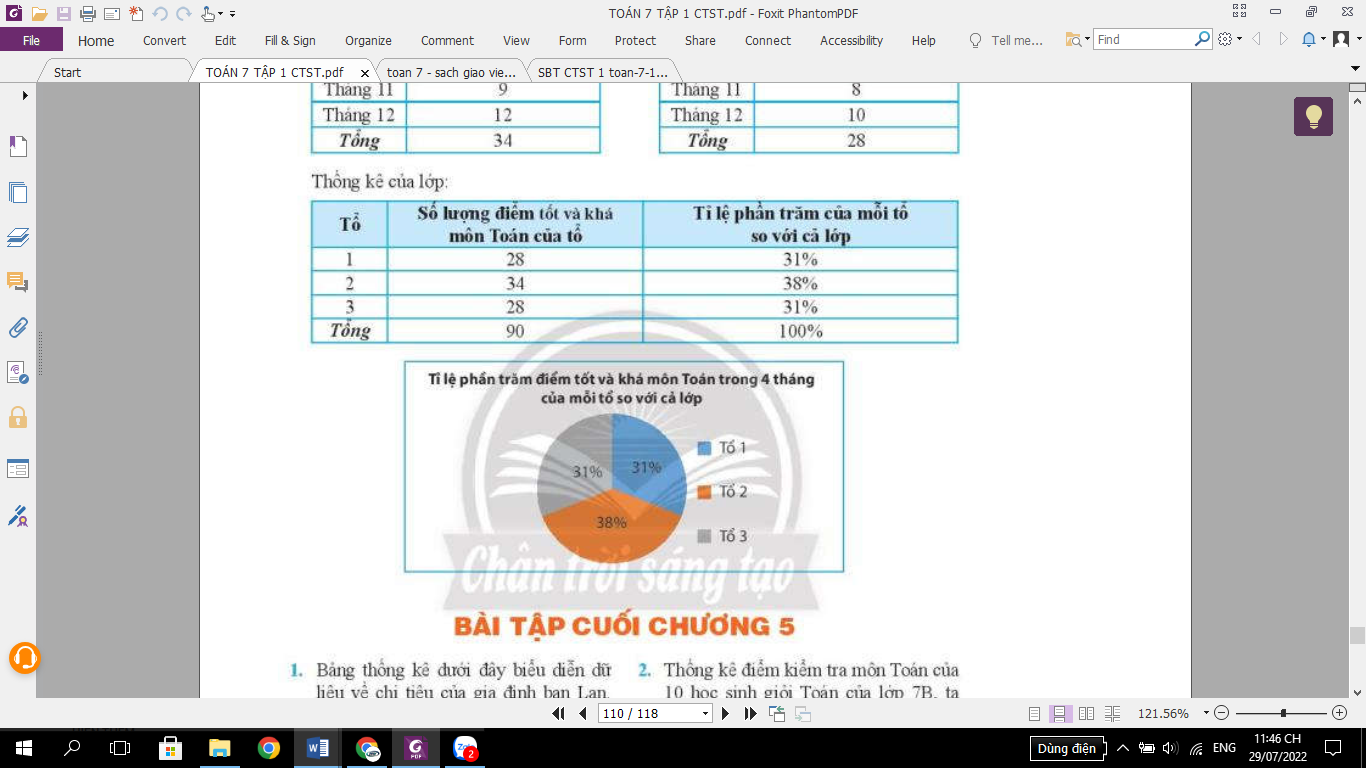 TOÁN 7 TẬP 1 CTST.pdf - Foxit PhantomPDF
File Home Convert Edit Fill & Sign Organize Comment View Form Protect Share Connect Accessibility Help Tell me... Find
Start TOÁN 7 TẬP 1 CTST.pdf × toan 7 - sach giao vie... SBT CTST 1 toan-7-1...
Tháng 11 9 Tháng 11 8
Tháng 12 12 Tháng 12 10
Tổng 34 Tổng 28
Thống kê của lớp:
Tổ Số lượng điểm tốt và khá môn Toán của tổ Tỉ lệ phần trăm của mỗi tổ so với cả lớp
1 28 31%
2 34 38%
3 28 31%
Tổng 90 100%
Tỉ lệ phần trăm điểm tốt và khá môn Toán trong 4 tháng
của mỗi tổ so với cả lớp
31% 31% 38%
Tổ 1
Tổ 2
Tổ 3
Chân trời sáng tạo
BÀI TẬP CUỐI CHƯƠNG 5
1. Bảng thống kê dưới đây biểu diễn dữ
liệu về chi tiêu của gia đình bạn Lan.
2. Thống kê điểm kiểm tra môn Toán của
10 học sinh giỏi Toán của lớp 7B, ta
110 / 118
121.56%
Dùng điện
ENG
11:46 CH
29/07/2022
PDF
Zalo
2